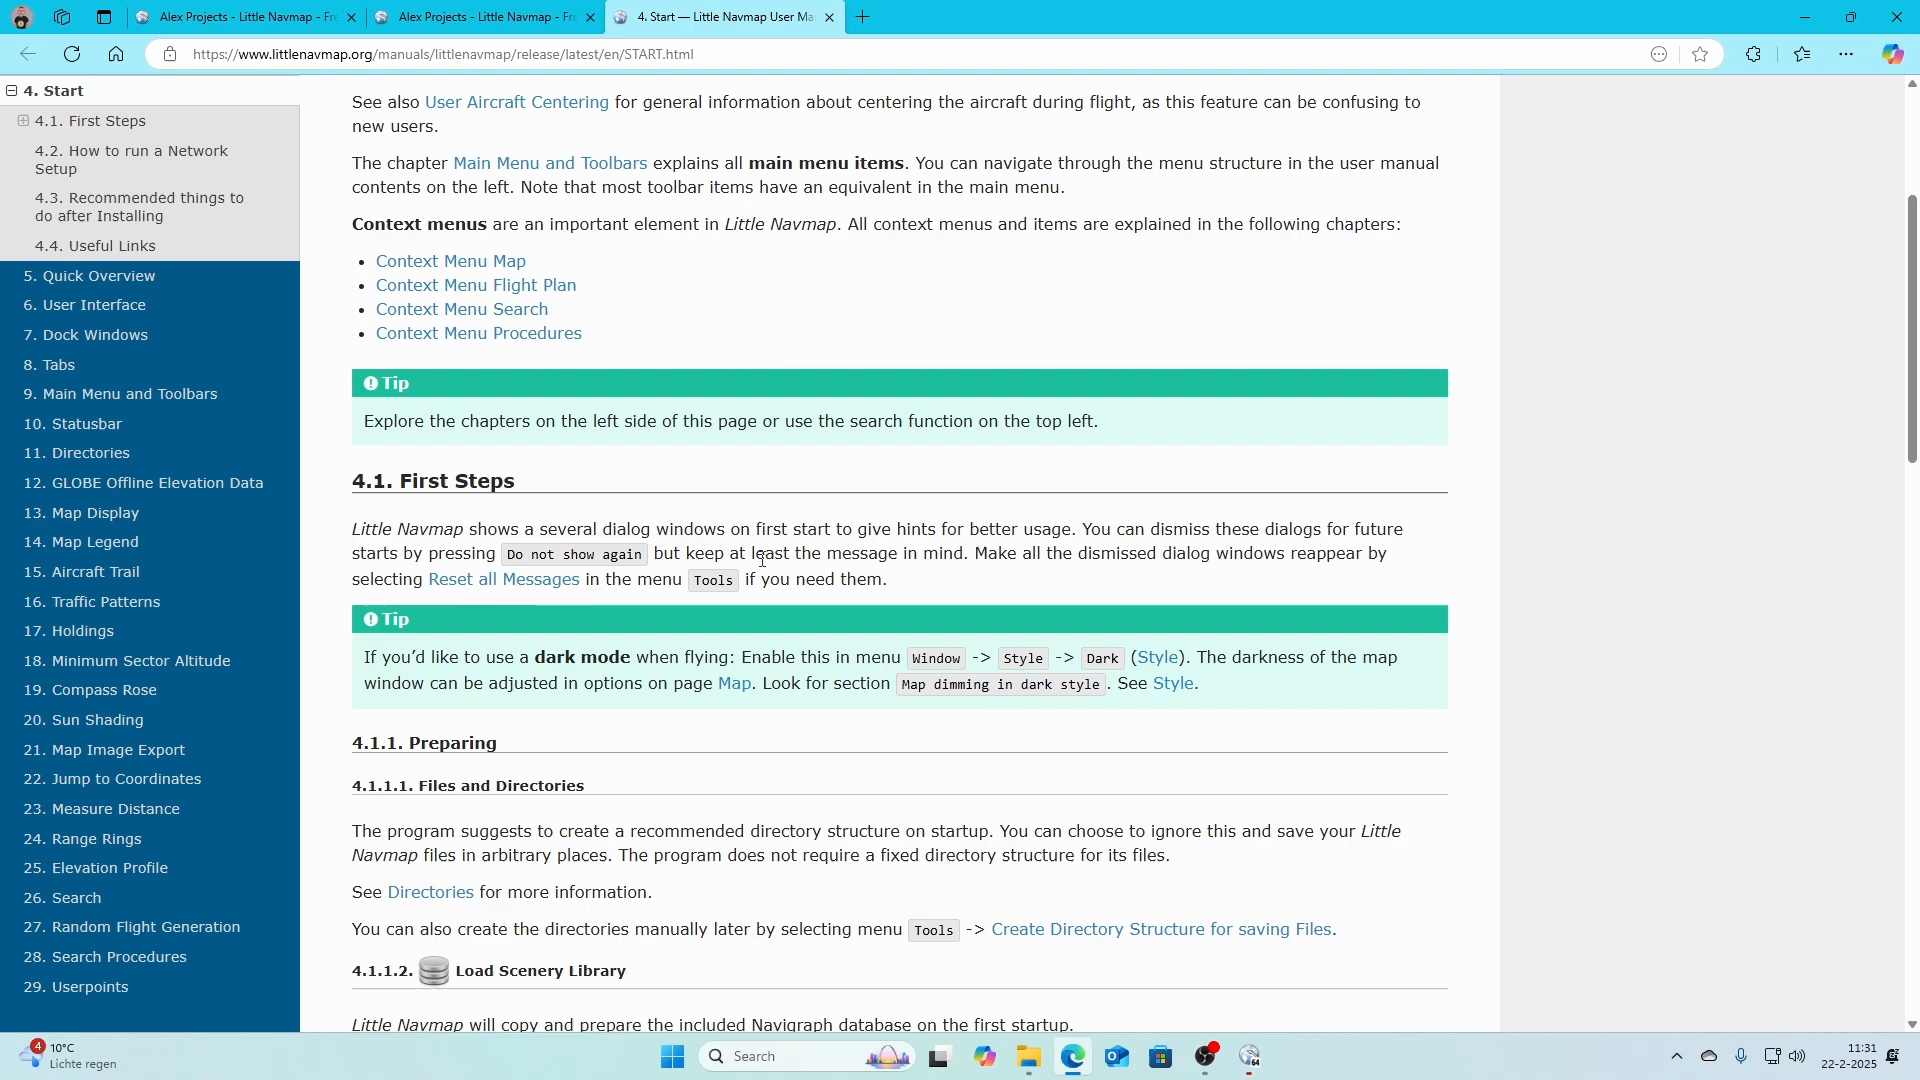 Alex Projects - Little Navmap - Fre
Alex Projects - Little Navmap - Fre
4. Start — Little Navmap User Ma
https://www.littlenavmap.org/manuals/littlenavmap/release/latest/en/START.html
4. Start
4.1. First Steps
4.2. How to run a Network
Setup
4.3. Recommended things to
do after Installing
4.4. Useful Links
5. Quick Overview
6. User Interface
7. Dock Windows
8. Tabs
9. Main Menu and Toolbars
10. Statusbar
11. Directories
12. GLOBE Offline Elevation Data
13. Map Display
14. Map Legend
15. Aircraft Trail
16. Traffic Patterns
17. Holdings
18. Minimum Sector Altitude
19. Compass Rose
20. Sun Shading
21. Map Image Export
22. Jump to Coordinates
23. Measure Distance
24. Range Rings
25. Elevation Profile
26. Search
27. Random Flight Generation
28. Search Procedures
29. Userpoints
See also User Aircraft Centering for general information about centering the aircraft during flight, as this feature can be confusing to
new users.
The chapter Main Menu and Toolbars explains all main menu items. You can navigate through the menu structure in the user manual
contents on the left. Note that most toolbar items have an equivalent in the main menu.
Context menus are an important element in Little Navmap. All context menus and items are explained in the following chapters:
• Context Menu Map
• Context Menu Flight Plan
• Context Menu Search
• Context Menu Procedures
Tip
Explore the chapters on the left side of this page or use the search function on the top left.
4.1. First Steps
Little Navmap shows a several dialog windows on first start to give hints for better usage. You can dismiss these dialogs for future
starts by pressing Do not show again but keep at least the message in mind. Make all the dismissed dialog windows reappear by
selecting Reset all Messages in the menu Tools if you need them.
Tip
If you’d like to use a dark mode when flying: Enable this in menu Window -> Style -> Dark (Style). The darkness of the map
window can be adjusted in options on page Map. Look for section Map dimming in dark style. See Style.
4.1.1. Preparing
4.1.1.1. Files and Directories
The program suggests to create a recommended directory structure on startup. You can choose to ignore this and save your Little
Navmap files in arbitrary places. The program does not require a fixed directory structure for its files.
See Directories for more information.
You can also create the directories manually later by selecting menu Tools -> Create Directory Structure for saving Files.
4.1.1.2. Load Scenery Library
Little Navmap will copy and prepare the included Navigraph database on the first startup.
4
10°C
Lichte regen
Search
64
11:31
22-2-2025